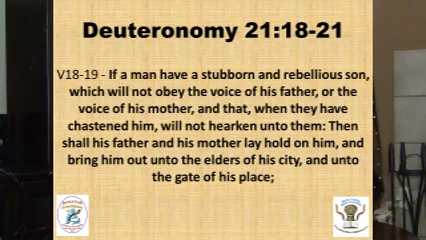 Deuteronomy 21:18-21
V18-19 - If a man have a stubborn and rebellious son,
which will not obey the voice of his father, or the
voice of his mother, and that, when they have
chastened him, will not hearken unto them: Then
shall his father and his mother lay hold on him, and
bring him out unto the elders of his city, and unto
the gate of his place;